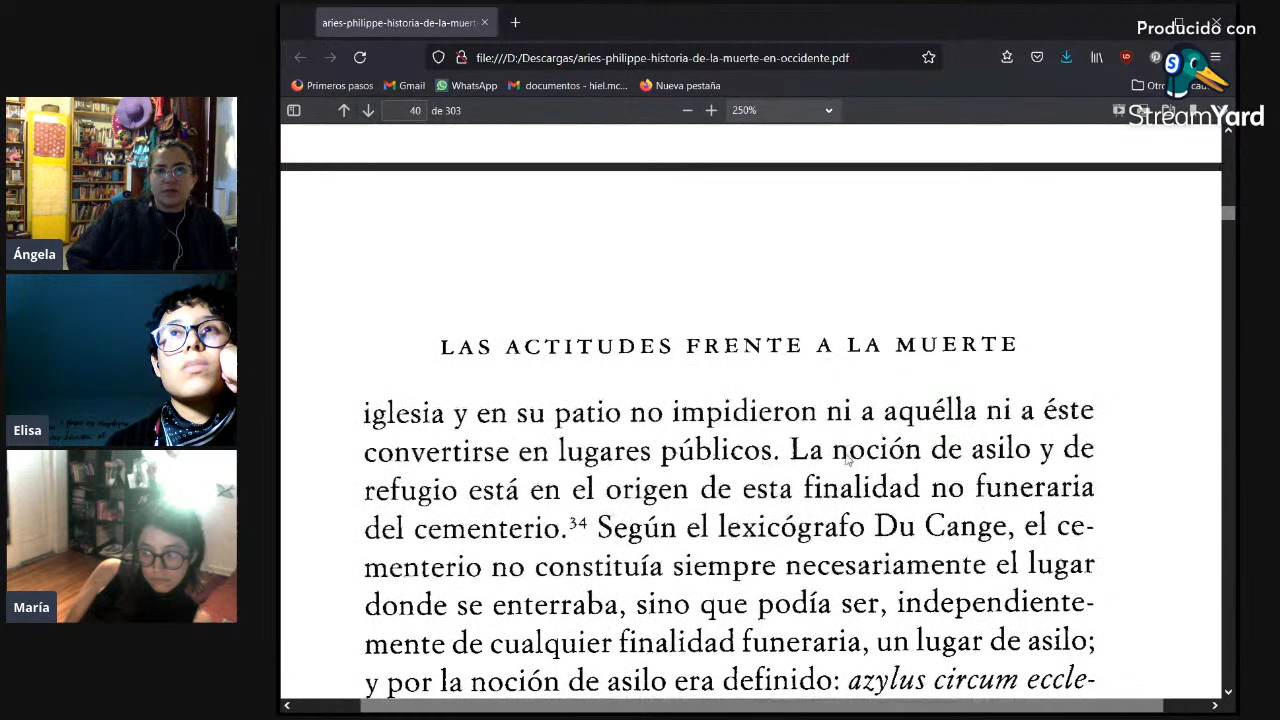 aries-philippe-historia-de-la-muert
Producido con
StreamYard
file:///D:/Descargas/aries-philippe-historia-de-la-muerte-en-occidente.pdf
Primeros pasos
Gmail
WhatsApp
documentos - hiel.mc...
Nueva pestaña
40 de 303
250%
Ángela
Elisa
María
LAS ACTITUDES FRENTE A LA MUERTE
iglesia y en su patio no impidieron ni a aquélla ni a éste
convertirse en lugares públicos. La noción de asilo y de
refugio está en el origen de esta finalidad no funeraria
del cementerio.³⁴ Según el lexicógrafo Du Cange, el ce-
menterio no constituía siempre necesariamente el lugar
donde se enterraba, sino que podía ser, independiente-
mente de cualquier finalidad funeraria, un lugar de asilo;
y por la noción de asilo era definido: azylus circum eccle-